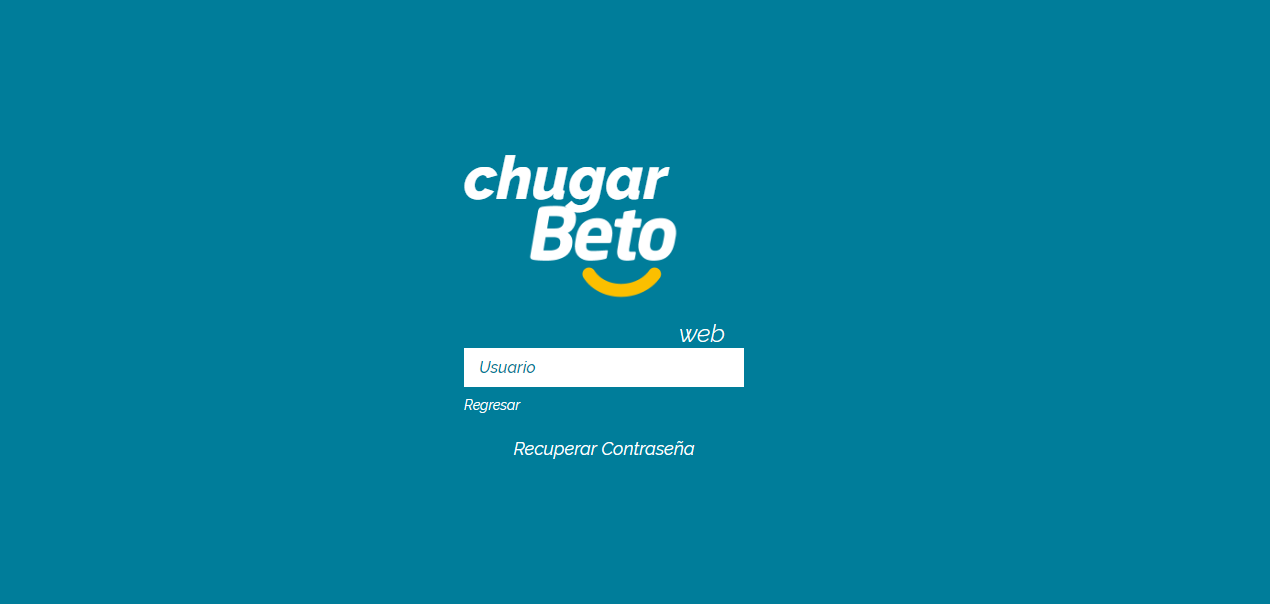 chugar
Beto
web
Usuario
Regresar
Recuperar Contraseña